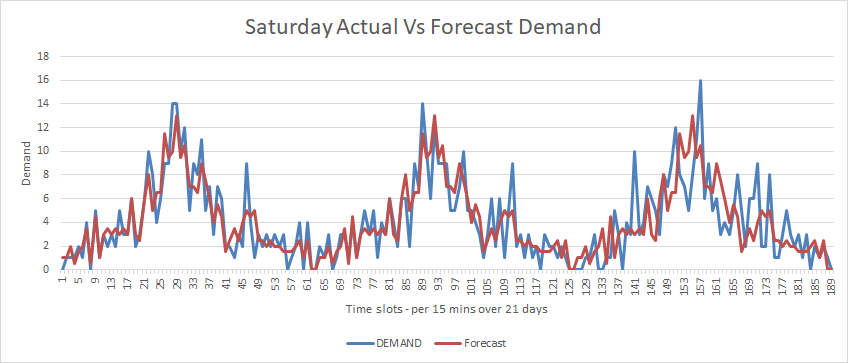 Saturday Actual Vs Forecast Demand
18
16
14
12
10
8
6
4
2
0
Demand
1 5 9 13 17 21 25 29 33 37 41 45 49 53 57 61 65 69 73 77 81 85 89 93 97 101 105 109 113 117 121 125 129 133 137 141 145 149 153 157 161 165 169 173 177 181 185 189
Time slots - per 15 mins over 21 days
DEMAND Forecast